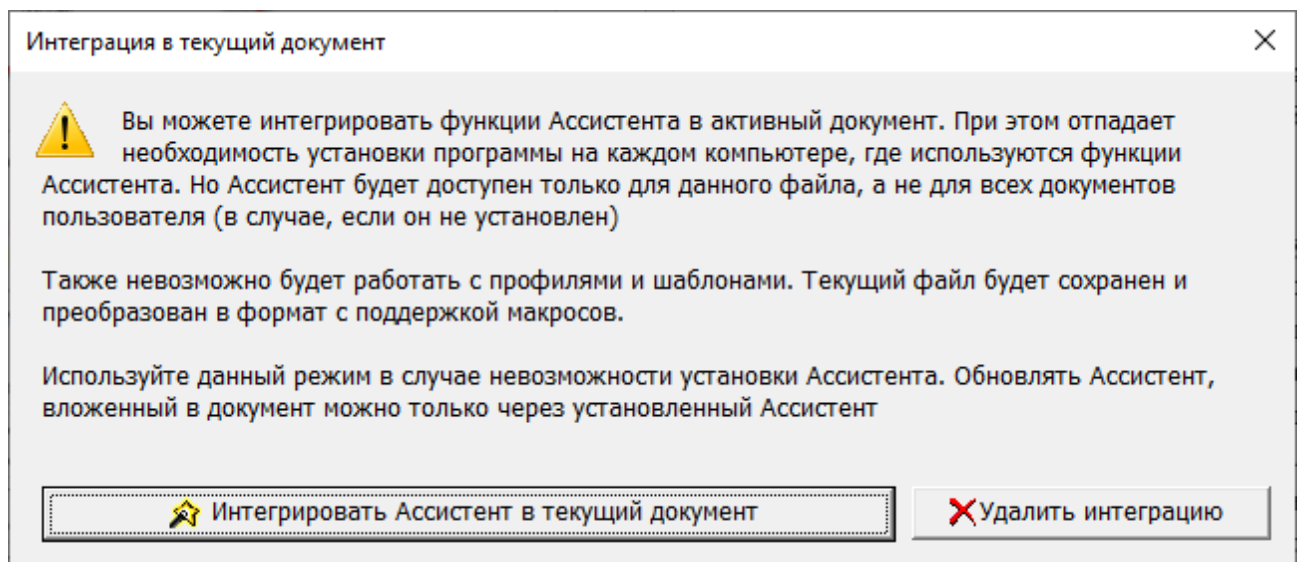 Интеграция в текущий документ
Вы можете интегрировать функции Ассистента в активный документ. При этом отпадает
необходимость установки программы на каждом компьютере, где используются функции
Ассистента. Но Ассистент будет доступен только для данного файла, а не для всех документов
пользователя (в случае, если он не установлен)
Также невозможно будет работать с профилями и шаблонами. Текущий файл будет сохранен и
преобразован в формат с поддержкой макросов.
Используйте данный режим в случае невозможности установки Ассистента. Обновлять Ассистент,
вложенный в документ можно только через установленный Ассистент
Интегрировать Ассистент в текущий документ
Удалить интеграцию